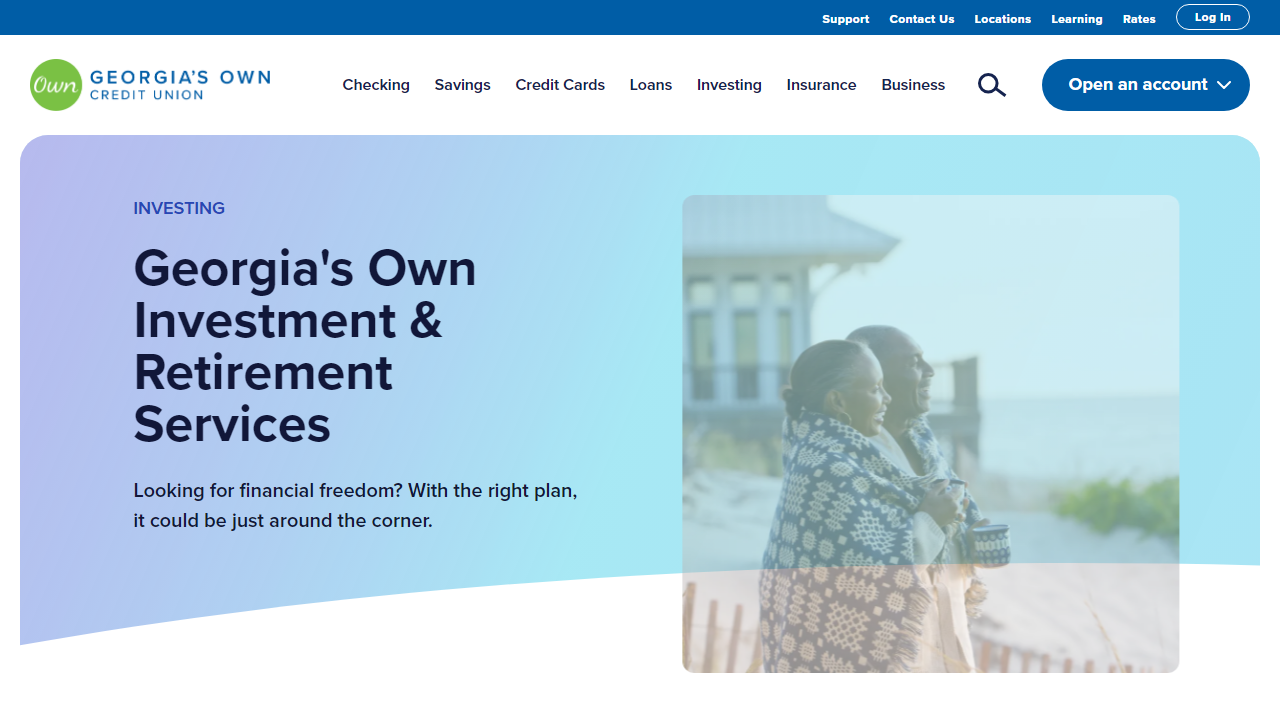 Support Contact Us Locations Learning Rates Log In
Own GEORGIA'S OWN
CREDIT UNION
Checking Savings Credit Cards Loans Investing Insurance Business Open an account
INVESTING
Georgia's Own
Investment &
Retirement
Services
Looking for financial freedom? With the right plan,
it could be just around the corner.